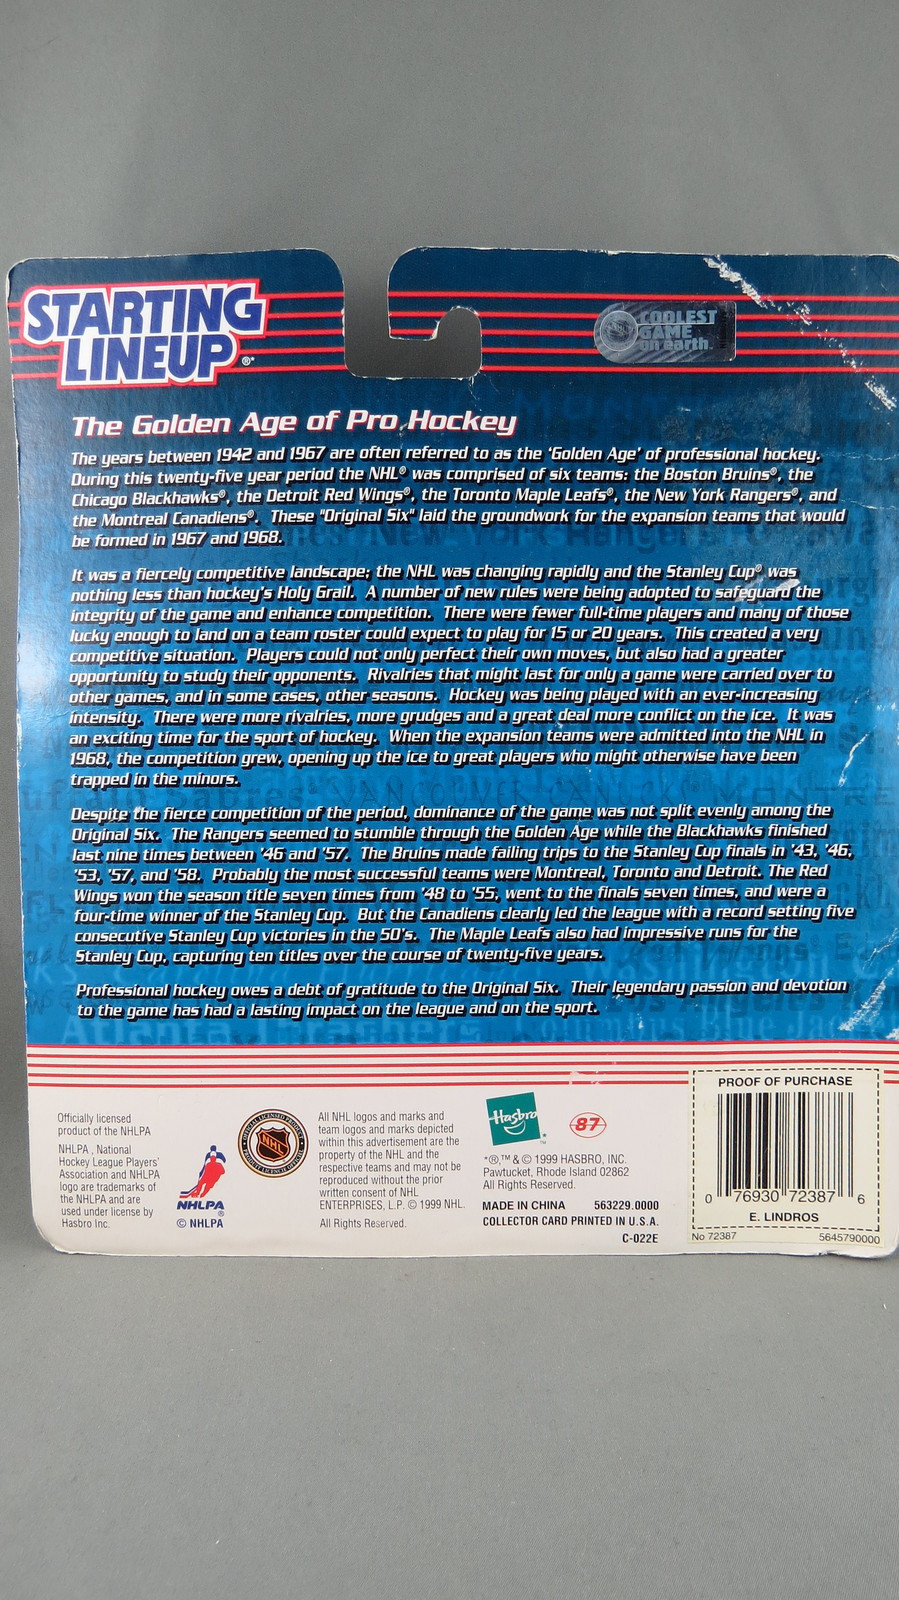 STARTING
LINEUP®*
COOLEST
GAME
on earth™
The Golden Age of Pro Hockey
The years between 1942 and 1967 are often referred to as the 'Golden Age' of professional hockey.
During this twenty-five year period the NHL® was comprised of six teams: the Boston Bruins®, the
Chicago Blackhawks®, the Detroit Red Wings®, the Toronto Maple Leafs®, the New York Rangers®, and
the Montreal Canadiens®. These "Original Six" laid the groundwork for the expansion teams that would
be formed in 1967 and 1968.
It was a fiercely competitive landscape; the NHL was changing rapidly and the Stanley Cup® was
nothing less than hockey's Holy Grail. A number of new rules were being adopted to safeguard the
integrity of the game and enhance competition. There were fewer full-time players and many of those
lucky enough to land on a team roster could expect to play for 15 or 20 years. This created a very
competitive situation. Players could not only perfect their own moves, but also had a greater
opportunity to study their opponents. Rivalries that might last for only a game were carried over to
other games, and in some cases, other seasons. Hockey was being played with an ever-increasing
intensity. There were more rivalries, more grudges and a great deal more conflict on the ice. It was
an exciting time for the sport of hockey. When the expansion teams were admitted into the NHL in
1968, the competition grew, opening up the ice to great players who might otherwise have been
trapped in the minors.
Despite the fierce competition of the period, dominance of the game was not split evenly among the
Original Six. The Rangers seemed to stumble through the Golden Age while the Blackhawks finished
last nine times between '46 and '57. The Bruins made failing trips to the Stanley Cup finals in '43, '46,
'53, '57, and '58. Probably the most successful teams were Montreal, Toronto and Detroit. The Red
Wings won the season title seven times from '48 to '55, went to the finals seven times, and were a
four-time winner of the Stanley Cup. But the Canadiens clearly led the league with a record setting five
consecutive Stanley Cup victories in the 50's. The Maple Leafs also had impressive runs for the
Stanley Cup, capturing ten titles over the course of twenty-five years.
Professional hockey owes a debt of gratitude to the Original Six. Their legendary passion and devotion
to the game has had a lasting impact on the league and on the sport.
Officially licensed
product of the NHLPA
NHLPA, National
Hockey League Players'
Association and NHLPA
logo are trademarks of
the NHLPA and are
used under license by
Hasbro Inc.
NHLPA®
© NHLPA
NHL
All NHL logos and marks and
team logos and marks depicted
within this advertisement are the
property of the NHL and the
respective teams and may not be
reproduced without the prior
written consent of NHL
ENTERPRISES, L.P. © 1999 NHL.
All Rights Reserved.
Hasbro
87
*®,™ & © 1999 HASBRO, INC.
Pawtucket, Rhode Island 02862
All Rights Reserved.
MADE IN CHINA 563229.0000
COLLECTOR CARD PRINTED IN U.S.A.
C-022E
PROOF OF PURCHASE
0 76930 72387 6
E. LINDROS
No 72387 5645790000